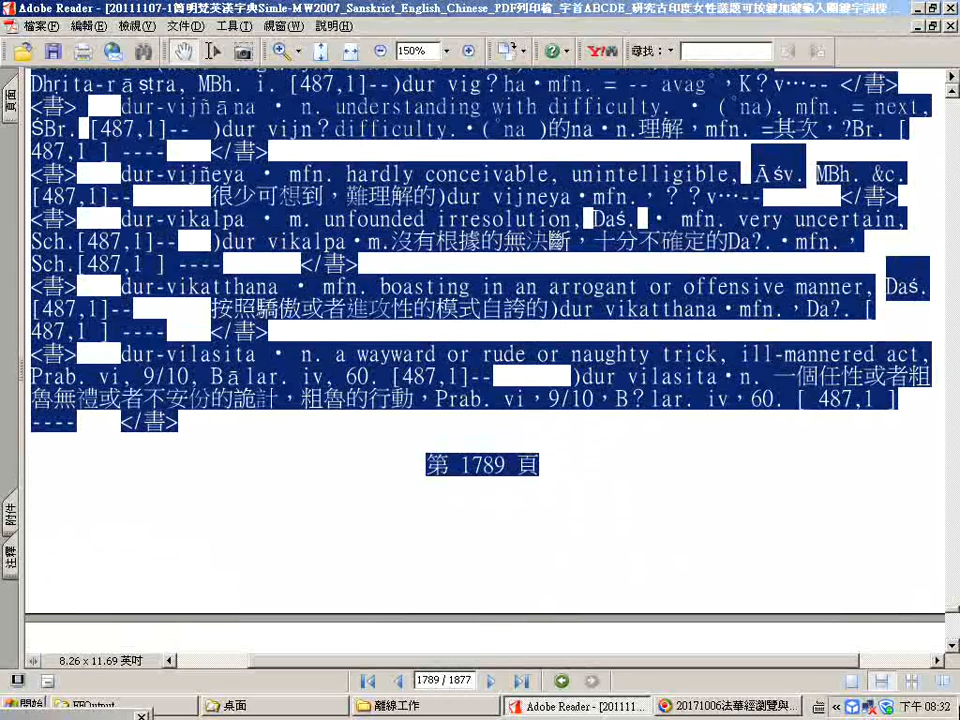 Adobe Reader - [20111107-1簡明梵英漢字典Simle-MW2007_Sanskrict_English_Chinese_PDF列印檔_字首ABCDE_研究古印度女性議題可按鍵加鍵輸入關鍵字詞搜
檔案(F) 編輯(E) 檢視(V) 文件(D) 工具(T) 視窗(W) 說明(H)
150% Y! 尋找：
頁面
Dhrita-rāṣtra, MBh. i. [487,1]--)dur vig？ha‧mfn. = -- avag゜，K？v…-- </書>
<書> dur-vijñāna ‧ n. understanding with difficulty. ‧ (゜na), mfn. = next,
ŚBr. [487,1]-- )dur vijn？difficulty.‧(゜na )的na‧n.理解，mfn. =其次，?Br. [
487,1 ] ---- </書>
<書> dur-vijñeya ‧ mfn. hardly conceivable, unintelligible, Āśv. MBh. &c.
[487,1]-- 很少可想到，難理解的)dur vijneya‧mfn.，？？v…-- </書>
<書> dur-vikalpa ‧ m. unfounded irresolution, Daś. ‧ mfn. very uncertain,
Sch.[487,1]-- )dur vikalpa‧m.沒有根據的無決斷，十分不確定的Da?.‧mfn.，
Sch.[487,1 ] ---- </書>
<書> dur-vikatthana ‧ mfn. boasting in an arrogant or offensive manner, Daś.
[487,1]-- 按照驕傲或者進攻性的模式自誇的)dur vikatthana‧mfn.，Da?. [
487,1 ] ---- </書>
<書> dur-vilasita ‧ n. a wayward or rude or naughty trick, ill-mannered act,
Prab. vi, 9/10, Bālar. iv, 60. [487,1]-- )dur vilasita‧n. 一個任性或者粗
魯無禮或者不安份的詭計，粗魯的行動，Prab. vi，9/10，B？lar. iv，60. [ 487,1 ]
---- </書>
第 1789 頁
附件
注釋
8.26 x 11.69 英吋
1789 / 1877
開始 FFOutput 桌面 離線工作 Adobe Reader - [201111... 20171006法華經瀏覽與... 下午 08:32